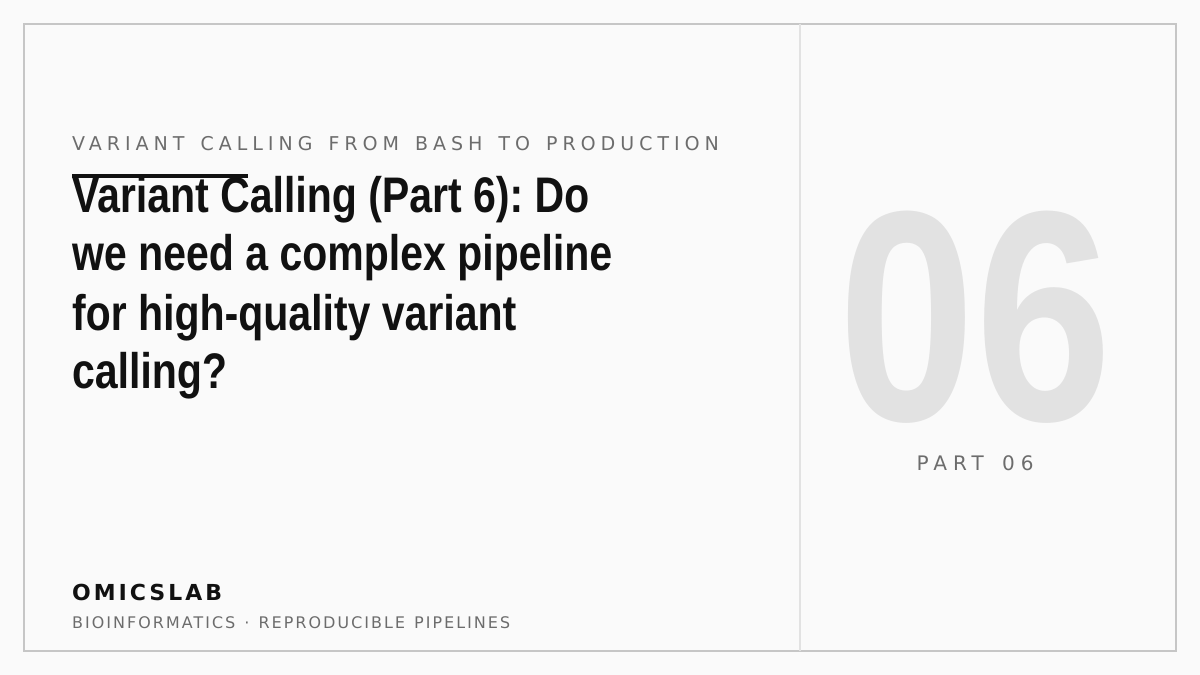 VARIANT CALLING FROM BASH TO PRODUCTION
Variant Calling (Part 6): Do
we need a complex pipeline
for high-quality variant
calling?
06
PART 06
OMICSLAB
BIOINFORMATICS · REPRODUCIBLE PIPELINES